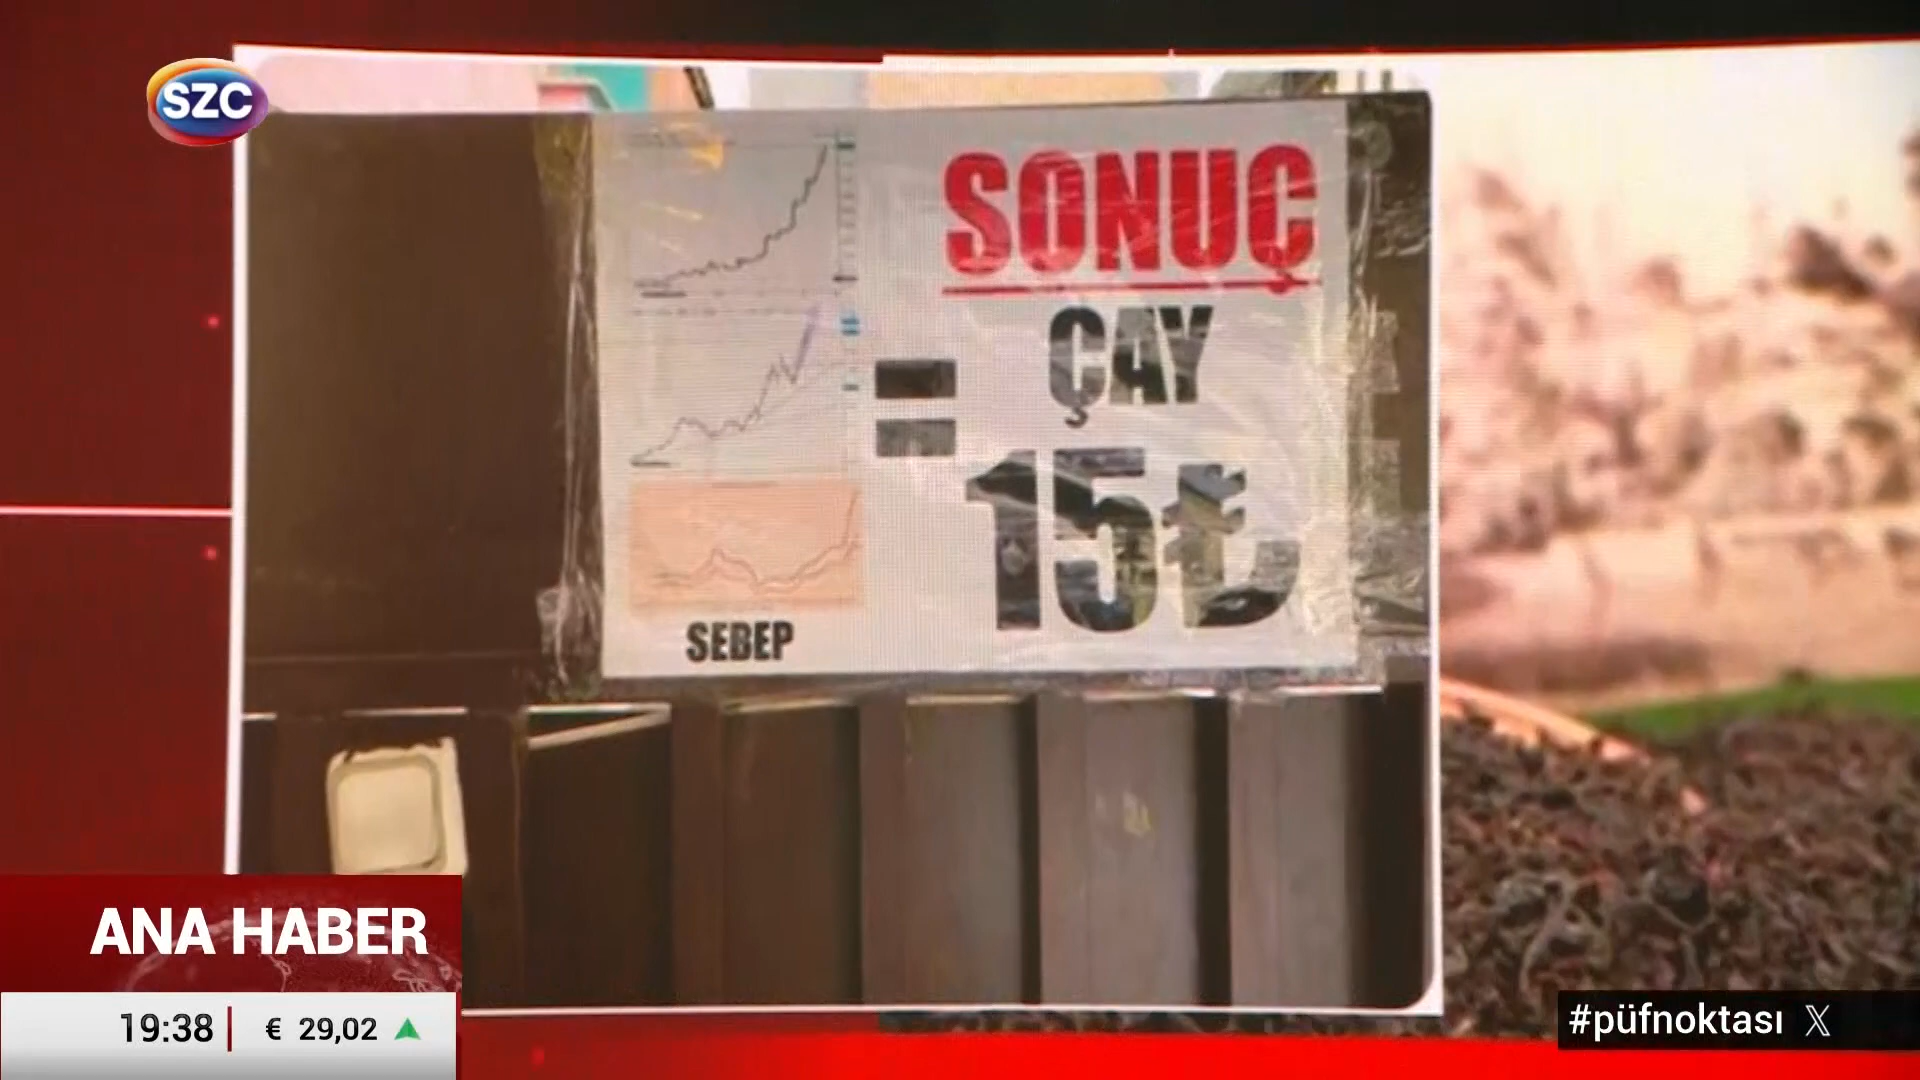 SZC
SONUÇ
ÇAY
=
15₺
SEBEP
ANA HABER
19:38 € 29,02
#püfnoktası X